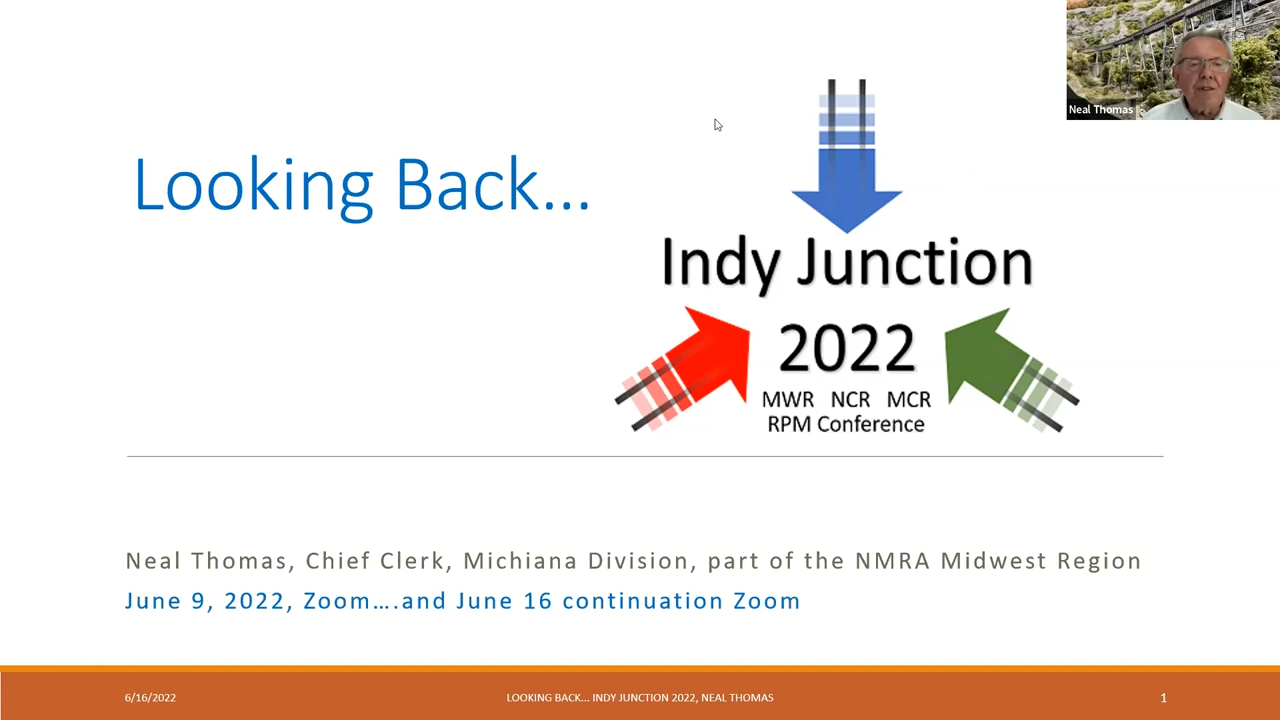 Neal Thomas
Looking Back...
Indy Junction
2022
MWR NCR MCR
RPM Conference
Neal Thomas, Chief Clerk, Michiana Division, part of the NMRA Midwest Region
June 9, 2022, Zoom….and June 16 continuation Zoom
6/16/2022
LOOKING BACK... INDY JUNCTION 2022, NEAL THOMAS
1